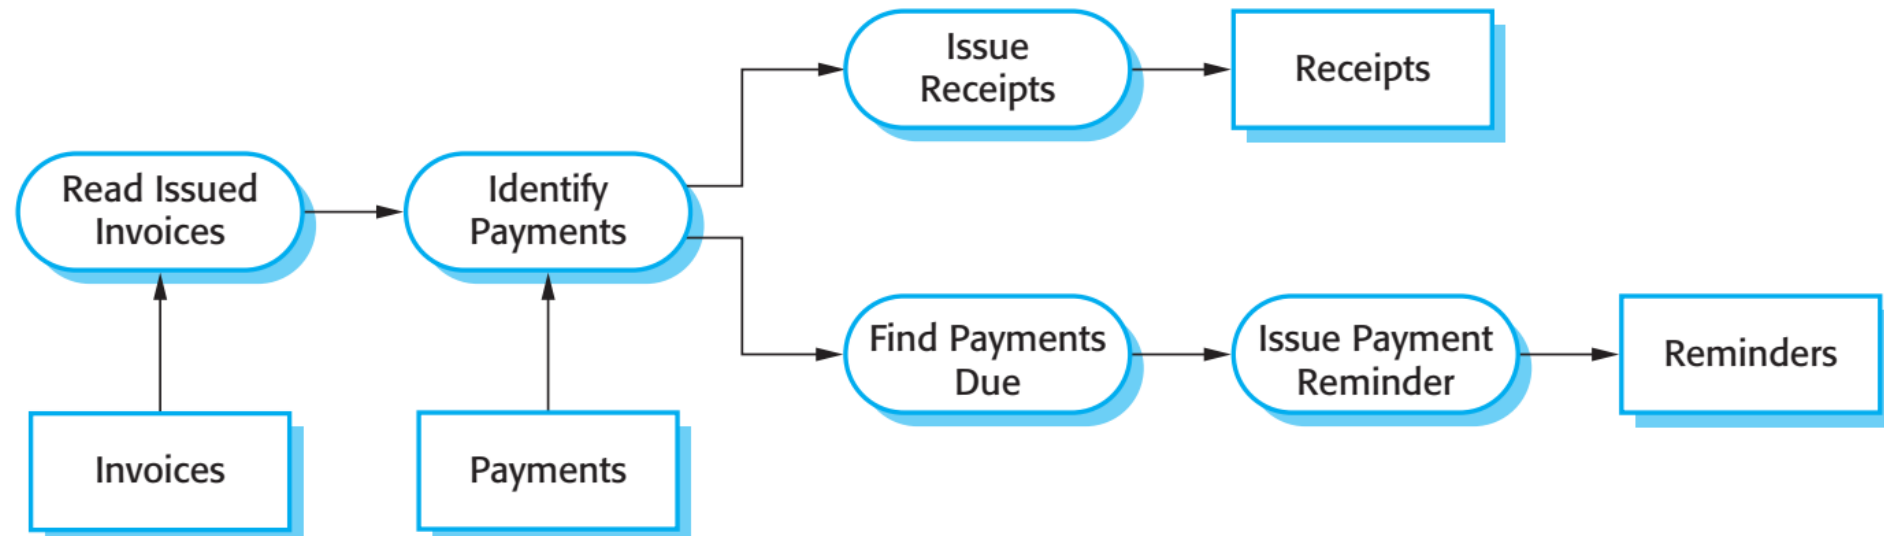 Issue
Receipts
Receipts
Read Issued
Invoices
Identify
Payments
Find Payments
Due
Issue Payment
Reminder
Reminders
Invoices
Payments